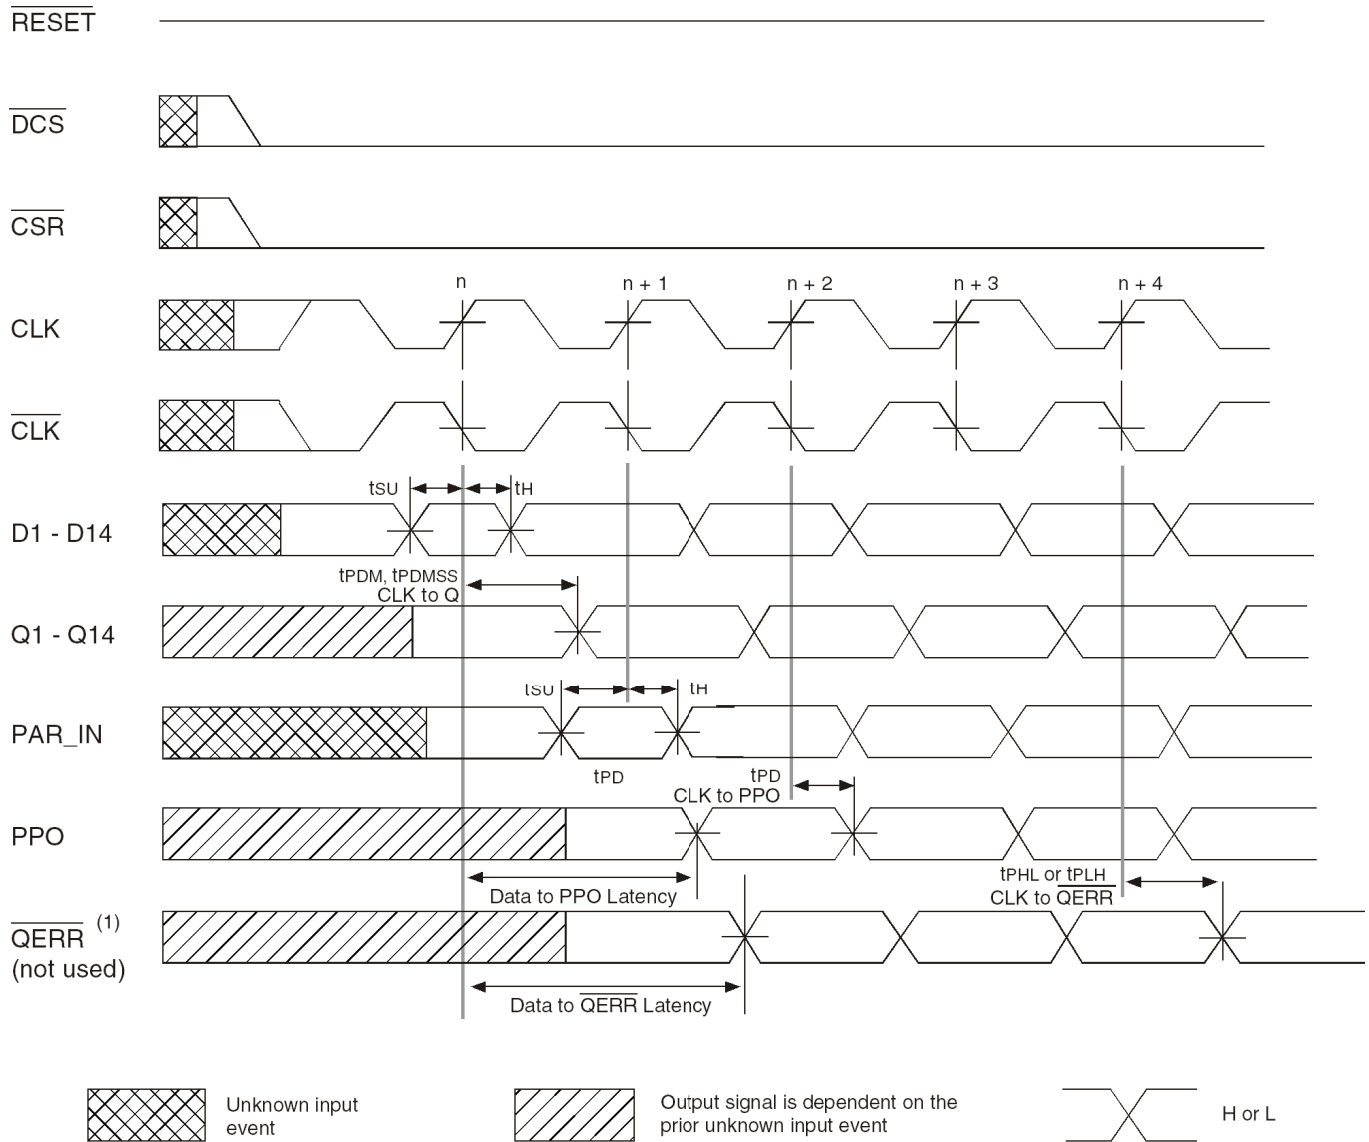 RESET
DCS
CSR
n
n + 1
n + 2
n + 3
n + 4
CLK
CLK
tSU
tH
D1 - D14
tPDM, tPDMSS
CLK to Q
Q1 - Q14
tSU
tH
PAR_IN
tPD
tPD
CLK to PPO
PPO
tPHL or tPLH
CLK to QERR
Data to PPO Latency
QERR (1)
(not used)
Data to QERR Latency
Unknown input
event
Output signal is dependent on the
prior unknown input event
H or L